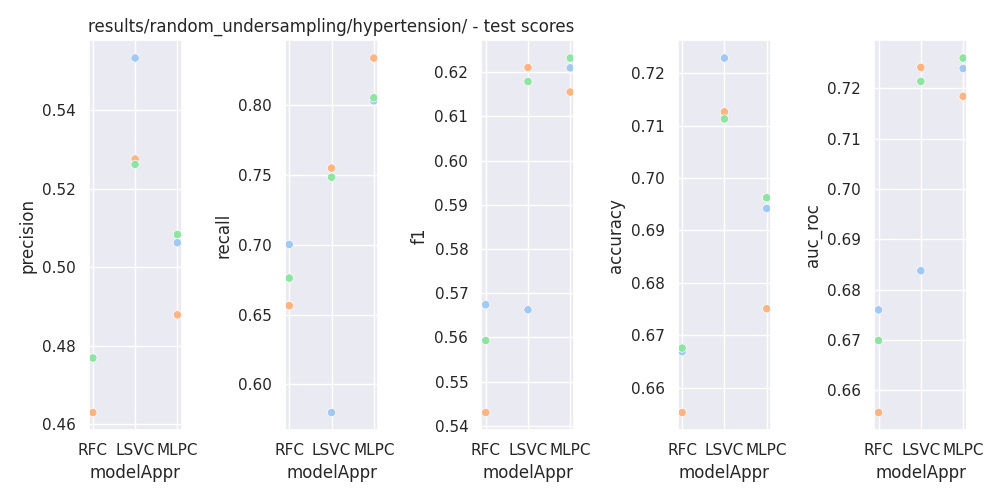 results/random_undersampling/hypertension/ - test scores
precision
0.54
0.52
0.50
0.48
0.46
RFC LSVC MLPC
modelAppr
recall
0.80
0.75
0.70
0.65
0.60
RFC LSVC MLPC
modelAppr
f1
0.62
0.61
0.60
0.59
0.58
0.57
0.56
0.55
0.54
RFC LSVC MLPC
modelAppr
accuracy
0.72
0.71
0.70
0.69
0.68
0.67
0.66
RFC LSVC MLPC
modelAppr
auc_roc
0.72
0.71
0.70
0.69
0.68
0.67
0.66
RFC LSVC MLPC
modelAppr